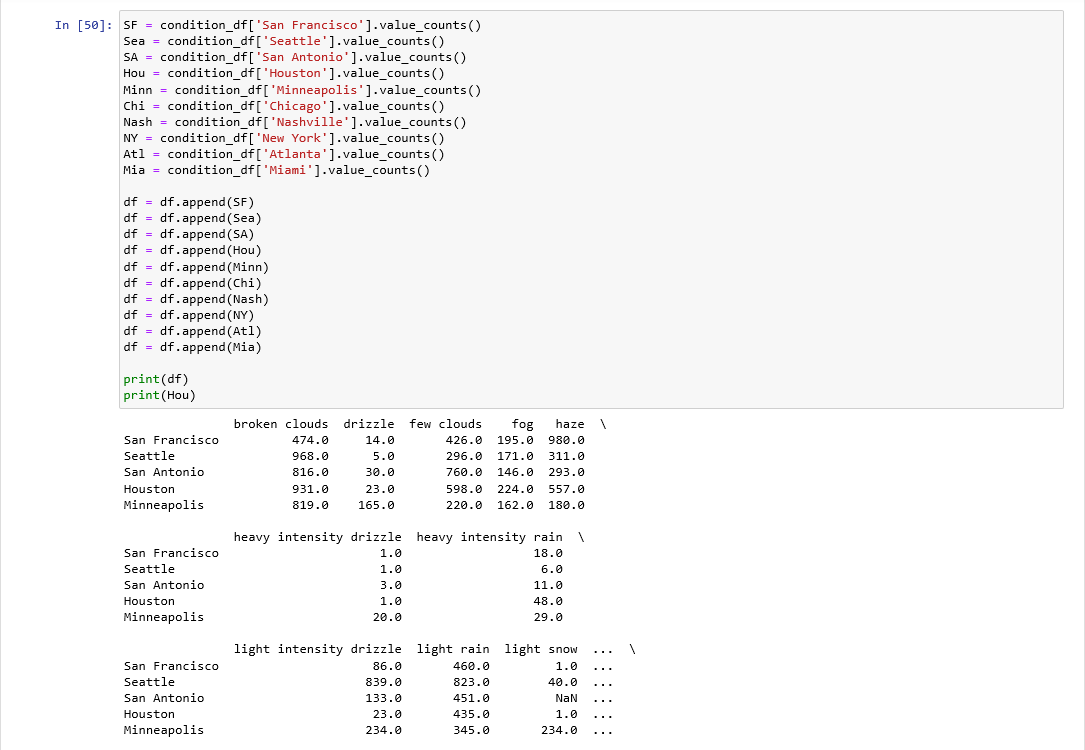 In [50]: SF = condition_df['San Francisco'].value_counts()
Sea = condition_df['Seattle'].value_counts()
SA = condition_df['San Antonio'].value_counts()
Hou = condition_df['Houston'].value_counts()
Minn = condition_df['Minneapolis'].value_counts()
Chi = condition_df['Chicago'].value_counts()
Nash = condition_df['Nashville'].value_counts()
NY = condition_df['New York'].value_counts()
Atl = condition_df['Atlanta'].value_counts()
Mia = condition_df['Miami'].value_counts()

df = df.append(SF)
df = df.append(Sea)
df = df.append(SA)
df = df.append(Hou)
df = df.append(Minn)
df = df.append(Chi)
df = df.append(Nash)
df = df.append(NY)
df = df.append(Atl)
df = df.append(Mia)

print(df)
print(Hou)
broken clouds drizzle few clouds fog haze \
San Francisco 474.0 14.0 426.0 195.0 980.0
Seattle 968.0 5.0 296.0 171.0 311.0
San Antonio 816.0 30.0 760.0 146.0 293.0
Houston 931.0 23.0 598.0 224.0 557.0
Minneapolis 819.0 165.0 220.0 162.0 180.0

heavy intensity drizzle heavy intensity rain \
San Francisco 1.0 18.0
Seattle 1.0 6.0
San Antonio 3.0 11.0
Houston 1.0 48.0
Minneapolis 20.0 29.0

light intensity drizzle light rain light snow ... \
San Francisco 86.0 460.0 1.0 ...
Seattle 839.0 823.0 40.0 ...
San Antonio 133.0 451.0 NaN ...
Houston 23.0 435.0 1.0 ...
Minneapolis 234.0 345.0 234.0 ...